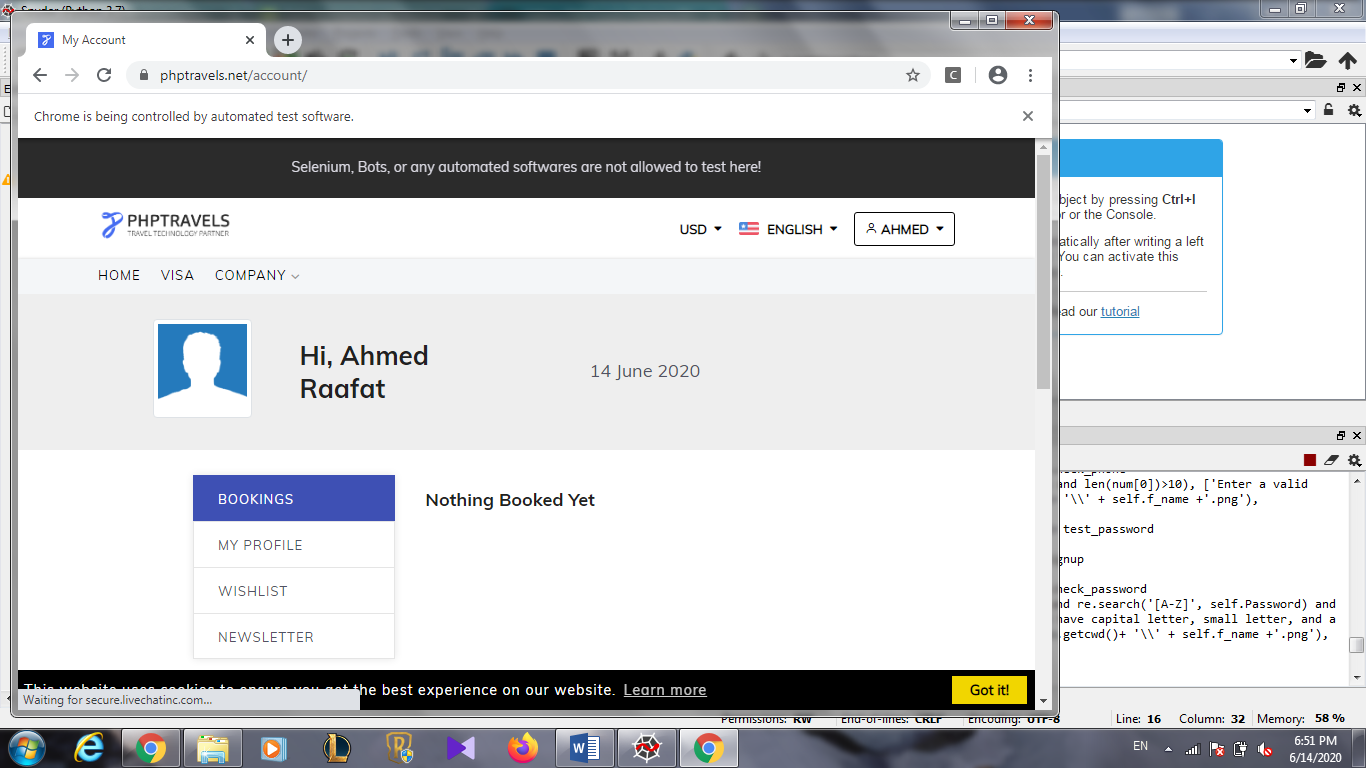 Spyder (Python 3.7)
My Account
phptravels.net/account/
C
Chrome is being controlled by automated test software.
Selenium, Bots, or any automated softwares are not allowed to test here!
PHPTRAVELS
TRAVEL TECHNOLOGY PARTNER
USD
ENGLISH
AHMED
HOME
VISA
COMPANY
Hi, Ahmed
Raafat
14 June 2020
BOOKINGS
MY PROFILE
WISHLIST
NEWSLETTER
Nothing Booked Yet
This website uses cookies to ensure you get the best experience on our website. Learn more
Got it!
Waiting for secure.livechatinc.com...
bject by pressing Ctrl+I
r or the Console.
atically after writing a left
You can activate this
ead our tutorial
eck_phone
and len(num[0])>10), ['Enter a valid
'\\' + self.f_name +'.png'),
test_password
gnup
eck_password
nd re.search('[A-Z]', self.Password) and
have capital letter, small letter, and a
.getcwd()+ '\\' + self.f_name +'.png'),
Permissions: RW
End-of-lines: CRLF
Encoding: UTF-8
Line: 16
Column: 32
Memory: 58 %
EN
6:51 PM
6/14/2020